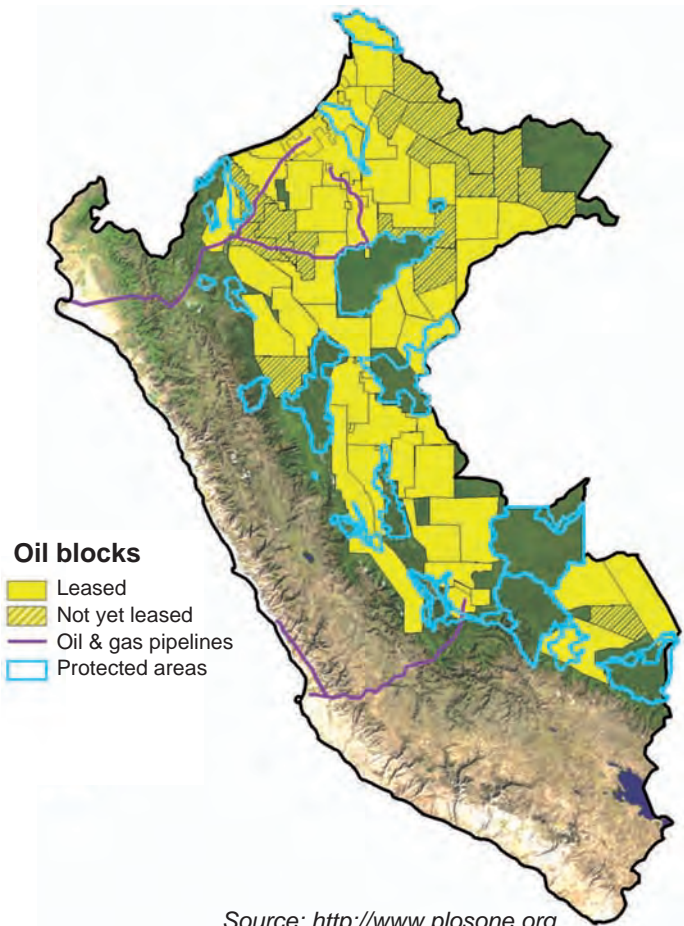 Oil blocks
Leased
Not yet leased
Oil & gas pipelines
Protected areas
Source: http://www.plosone.org